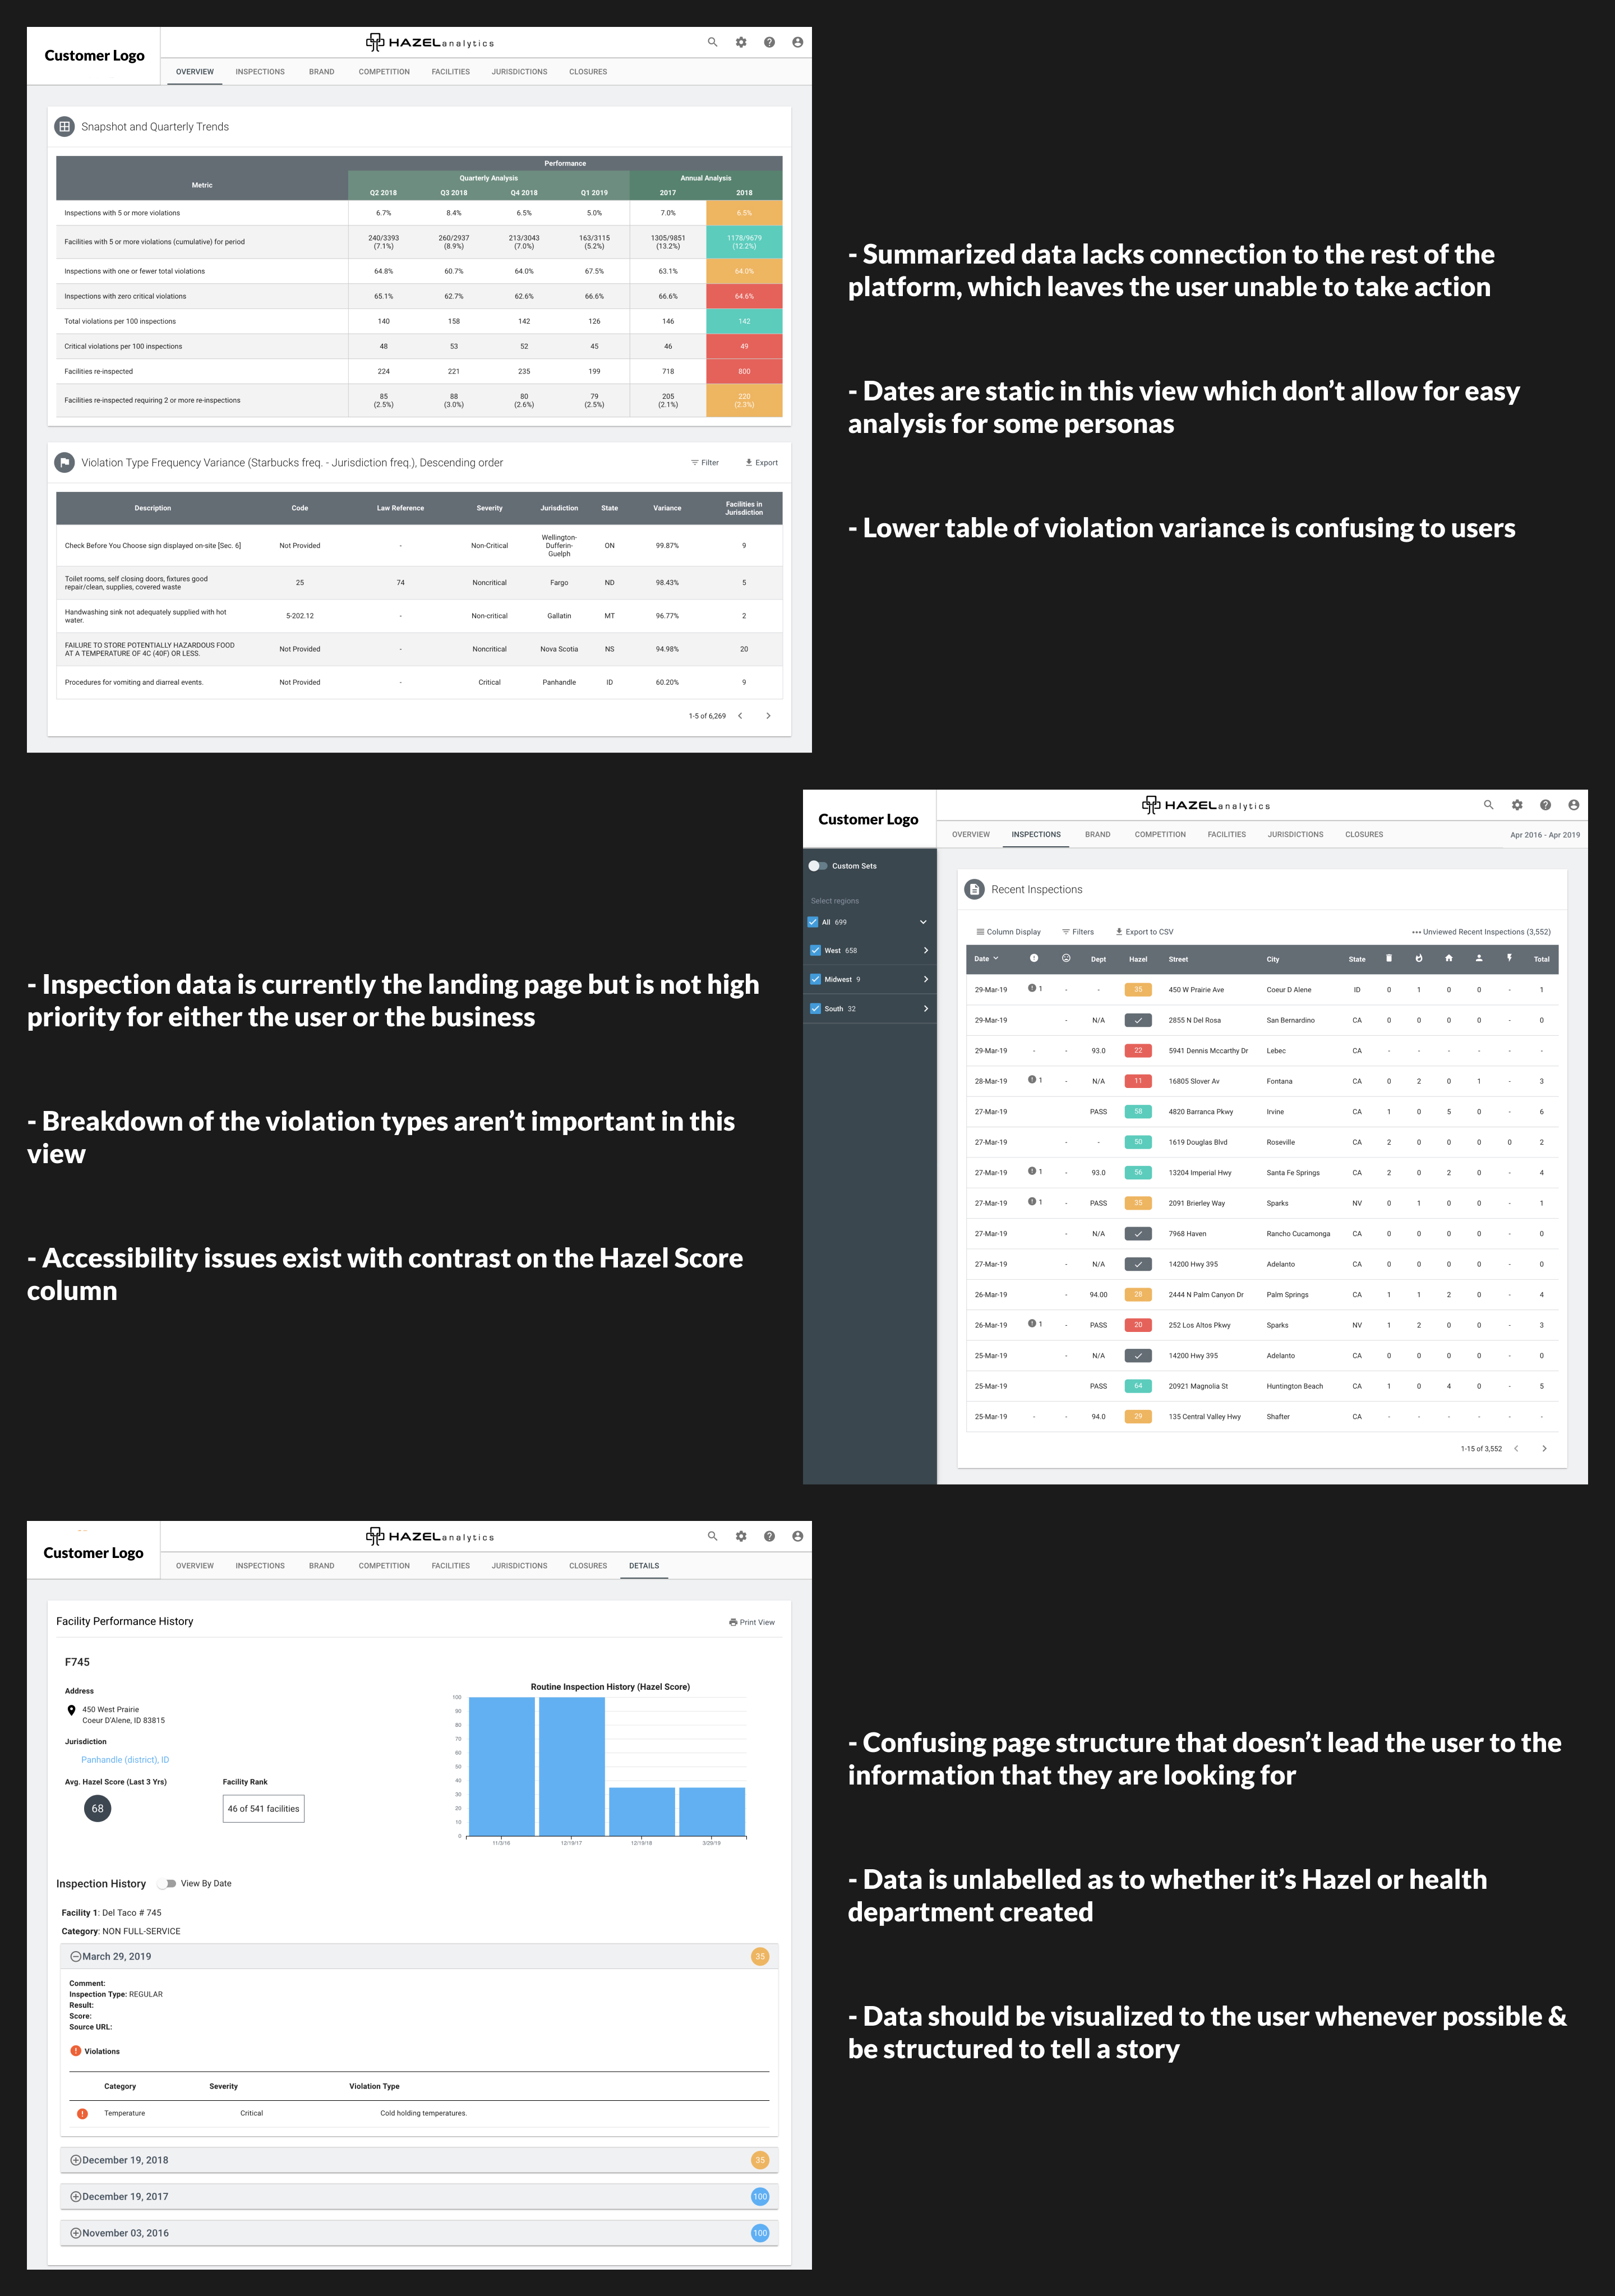 Customer Logo
HAZEL analytics
OVERVIEW INSPECTIONS BRAND COMPETITION FACILITIES JURISDICTIONS CLOSURES
Snapshot and Quarterly Trends
Performance
Metric Quarterly Analysis Annual Analysis
Q2 2018 Q3 2018 Q4 2018 Q1 2019 2017 2018
Inspections with 5 or more violations 6.7% 8.4% 6.5% 5.0% 7.0% 6.5%
Facilities with 5 or more violations (cumulative) for period 240/3393 (7.1%) 260/2937 (8.9%) 213/3043 (7.0%) 163/3115 (5.2%) 1305/9851 (13.2%) 1178/9679 (12.2%)
Inspections with one or fewer total violations 64.8% 60.7% 64.0% 67.5% 63.1% 64.0%
Inspections with zero critical violations 65.1% 62.7% 62.6% 66.6% 66.6% 64.6%
Total violations per 100 inspections 140 158 142 126 146 142
Critical violations per 100 inspections 48 53 52 45 46 49
Facilities re-inspected 224 221 235 199 718 800
Facilities re-inspected requiring 2 or more re-inspections 85 (2.5%) 88 (3.0%) 80 (2.6%) 79 (2.5%) 205 (2.1%) 220 (2.3%)
Violation Type Frequency Variance (Starbucks freq. - Jurisdiction freq.), Descending order Filter Export
Description Code Law Reference Severity Jurisdiction State Variance Facilities in Jurisdiction
Check Before You Choose sign displayed on-site [Sec. 6] Not Provided - Non-Critical Wellington-Dufferin-Guelph ON 99.87% 9
Toilet rooms, self closing doors, fixtures good repair/clean, supplies, covered waste 25 74 Noncritical Fargo ND 98.43% 5
Handwashing sink not adequately supplied with hot water. 5-202.12 - Non-critical Gallatin MT 96.77% 2
FAILURE TO STORE POTENTIALLY HAZARDOUS FOOD AT A TEMPERATURE OF 4C (40F) OR LESS. Not Provided - Noncritical Nova Scotia NS 94.98% 20
Procedures for vomiting and diarreal events. Not Provided - Critical Panhandle ID 60.20% 9
1-5 of 6,269
- Summarized data lacks connection to the rest of the
platform, which leaves the user unable to take action
- Dates are static in this view which don't allow for easy
analysis for some personas
- Lower table of violation variance is confusing to users
- Inspection data is currently the landing page but is not high
priority for either the user or the business
- Breakdown of the violation types aren't important in this
view
- Accessibility issues exist with contrast on the Hazel Score
column
Customer Logo
HAZEL analytics
OVERVIEW INSPECTIONS BRAND COMPETITION FACILITIES JURISDICTIONS CLOSURES Apr 2016 - Apr 2019
Custom Sets
Select regions
All 699
West 658
Midwest 9
South 32
Recent Inspections
Column Display Filters Export to CSV Unviewed Recent Inspections (3,552)
Date Dept Hazel Street City State Total
29-Mar-19 1 - - 35 450 W Prairie Ave Coeur D Alene ID 0 1 0 0 - 1
29-Mar-19 - N/A 2855 N Del Rosa San Bernardino CA 0 0 0 0 - 0
29-Mar-19 - - 93.0 22 5941 Dennis Mccarthy Dr Lebec CA - - - - - -
28-Mar-19 1 - N/A 11 16805 Slover Av Fontana CA 0 2 0 1 - 3
27-Mar-19 PASS 58 4820 Barranca Pkwy Irvine CA 1 0 5 0 - 6
27-Mar-19 - - 50 1619 Douglas Blvd Roseville CA 2 0 0 0 0 2
27-Mar-19 1 - 93.0 56 13204 Imperial Hwy Santa Fe Springs CA 2 0 2 0 - 4
27-Mar-19 1 - PASS 35 2091 Brierley Way Sparks NV 0 1 0 0 - 1
27-Mar-19 - N/A 7968 Haven Rancho Cucamonga CA 0 0 0 0 - 0
27-Mar-19 - N/A 14200 Hwy 395 Adelanto CA 0 0 0 0 - 0
26-Mar-19 - 94.00 28 2444 N Palm Canyon Dr Palm Springs CA 1 1 2 0 - 4
26-Mar-19 1 - PASS 20 252 Los Altos Pkwy Sparks NV 1 2 0 0 - 3
25-Mar-19 - N/A 14200 Hwy 395 Adelanto CA 0 0 0 0 - 0
25-Mar-19 PASS 64 20921 Magnolia St Huntington Beach CA 1 0 4 0 - 5
25-Mar-19 - - 94.0 29 135 Central Valley Hwy Shafter CA - - - - - -
1-15 of 3,552
Customer Logo
HAZEL analytics
OVERVIEW INSPECTIONS BRAND COMPETITION FACILITIES JURISDICTIONS CLOSURES DETAILS
Facility Performance History Print View
F745
Address
450 West Prairie
Coeur D'Alene, ID 83815
Jurisdiction
Panhandle (district), ID
Avg. Hazel Score (Last 3 Yrs) Facility Rank
68 46 of 541 facilities
Routine Inspection History (Hazel Score)
100
90
80
70
60
50
40
30
20
10
0
11/3/16 12/19/17 12/19/18 3/29/19
Inspection History View By Date
Facility 1: Del Taco # 745
Category: NON FULL-SERVICE
March 29, 2019 35
Comment:
Inspection Type: REGULAR
Result:
Score:
Source URL:
Violations
Category Severity Violation Type
Temperature Critical Cold holding temperatures.
December 19, 2018 35
December 19, 2017 100
November 03, 2016 100
- Confusing page structure that doesn't lead the user to the
information that they are looking for
- Data is unlabelled as to whether it's Hazel or health
department created
- Data should be visualized to the user whenever possible &
be structured to tell a story